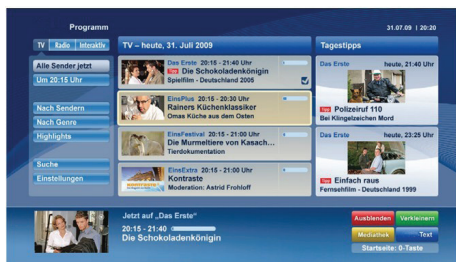 Programm
31.07.09 | 20:20
TV Radio Interaktiv
Alle Sender jetzt
Um 20:15 Uhr
Nach Sendern
Nach Genre
Highlights
Suche
Einstellungen
TV – heute, 31. Juli 2009
Das Erste 20:15 - 21:40 Uhr
Tipp Die Schokoladenkönigin
Spielfilm - Deutschland 2005
EinsPlus 20:15 - 20:30 Uhr
Rainers Küchenklassiker
Omas Küche aus dem Osten
EinsFestival 20:15 - 21:00 Uhr
Die Murmeltiere von Kasach...
Tierdokumentation
EinsExtra 20:15 - 21:00 Uhr
Kontraste
Moderation: Astrid Frohloff
KONTRASTE
Tagestipps
Das Erste heute, 21:40 Uhr
Tipp Polizeiruf 110
Bei Klingelzeichen Mord
Das Erste heute, 23:25 Uhr
Tipp Einfach raus
Fernsehfilm - Deutschland 1999
Jetzt auf „Das Erste“
20:15 - 21:40
Die Schokoladenkönigin
Ausblenden Verkleinern
Mediathek Text
Startseite: 0-Taste